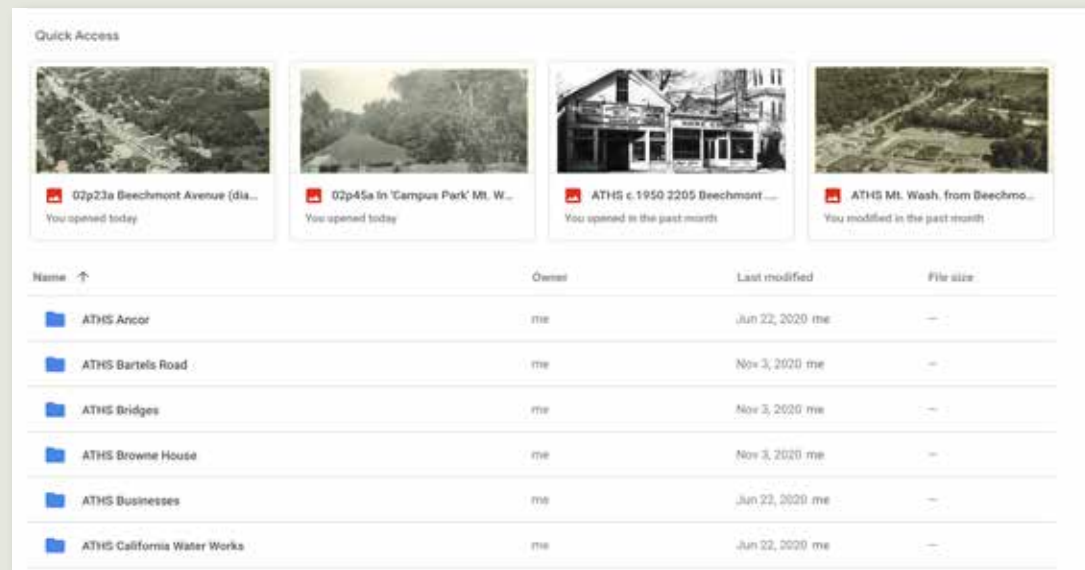 Quick Access
02p23a Beechmont Avenue (dia...
You opened today
02p45a In 'Campus Park' Mt. W...
You opened today
ATHS c.1950 2205 Beechmont ....
You opened in the past month
ATHS Mt. Wash. from Beechmo...
You modified in the past month
Name ↑ Owner Last modified File size
ATHS Ancor me Jun 22, 2020 me —
ATHS Bartels Road me Nov 3, 2020 me —
ATHS Bridges me Nov 3, 2020 me —
ATHS Browne House me Nov 3, 2020 me —
ATHS Businesses me Jun 22, 2020 me —
ATHS California Water Works me Jun 22, 2020 me —